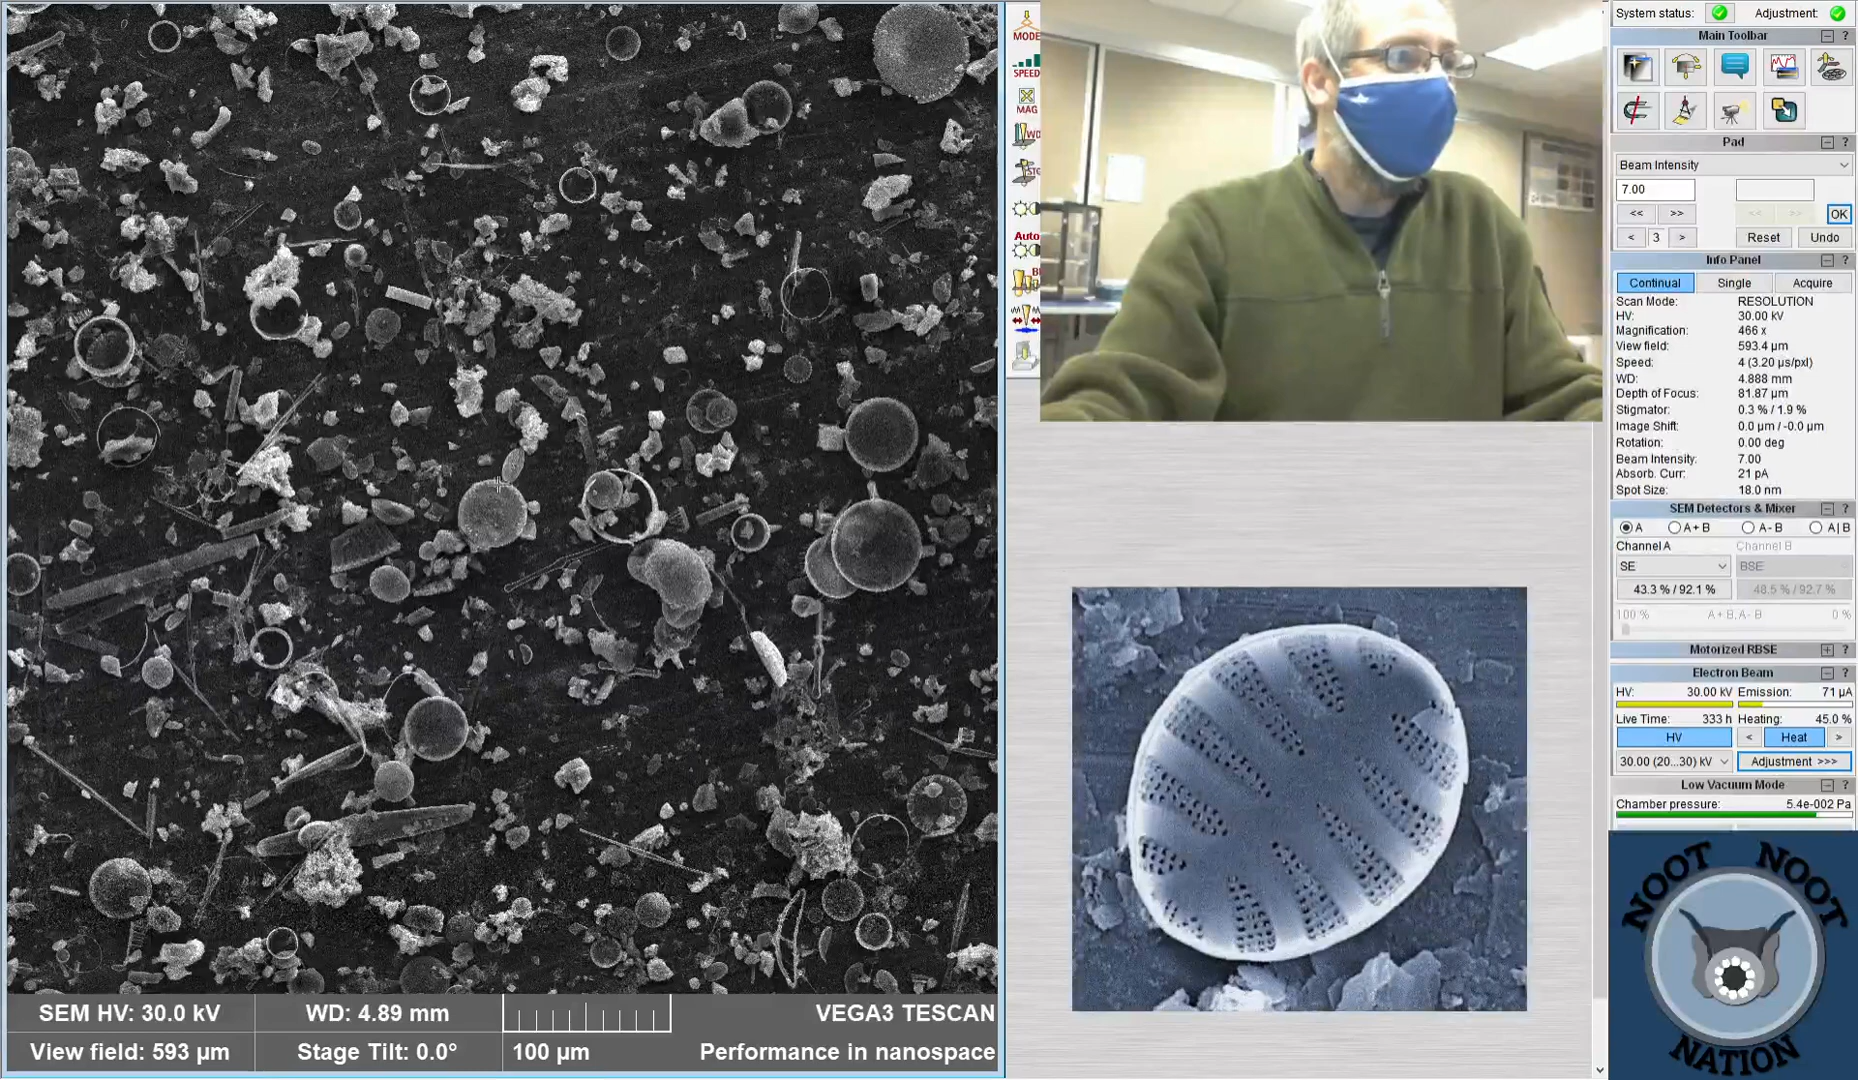 SEM HV: 30.0 kV
WD: 4.89 mm
VEGA3 TESCAN
View field: 593 µm
Stage Tilt: 0.0°
100 µm
Performance in nanospace
MODE
SPEED
MAG
WD
Auto
System status:
Adjustment:
Main Toolbar
Pad
Beam Intensity
7.00
<< >>
<< >>
OK
< 3 >
Reset
Undo
Info Panel
Continual
Single
Acquire
Scan Mode: RESOLUTION
HV: 30.00 kV
Magnification: 466 x
View field: 593.4 µm
Speed: 4 (3.20 µs/pxl)
WD: 4.888 mm
Depth of Focus: 81.87 µm
Stigmator: 0.3 % / 1.9 %
Image Shift: 0.0 µm / -0.0 µm
Rotation: 0.00 deg
Beam Intensity: 7.00
Absorb. Curr: 21 pA
Spot Size: 18.0 nm
SEM Detectors & Mixer
A A + B A - B A | B
Channel A Channel B
SE BSE
43.3 % / 92.1 % 48.5 % / 92.7 %
100 % A + B, A - B 0 %
Motorized RBSE
Electron Beam
HV: 30.00 kV Emission: 71 µA
Live Time: 333 h Heating: 45.0 %
HV < Heat >
30.00 (20...30) kV Adjustment >>>
Low Vacuum Mode
Chamber pressure: 5.4e-002 Pa
NOOT NOOT
NATION